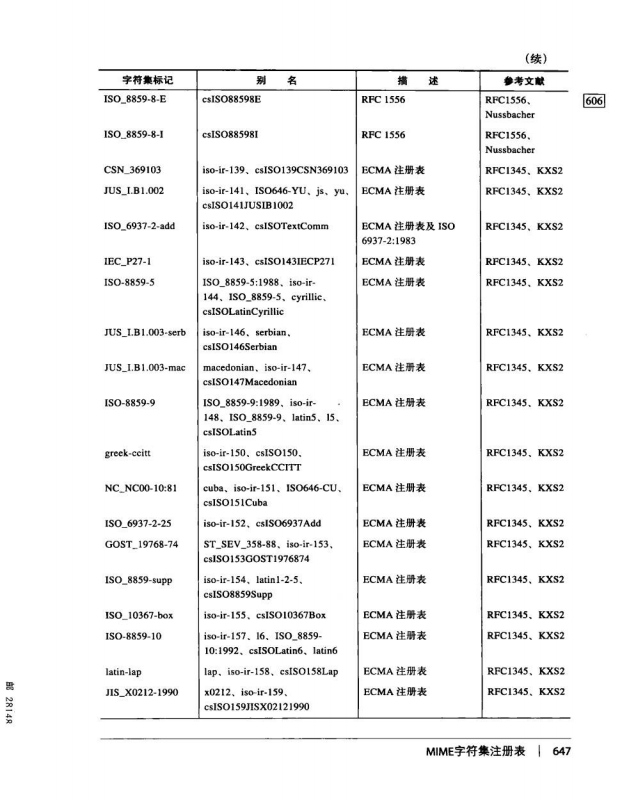 （续）
字符集标记 别 名 描 述 参考文献
ISO_8859-8-E csISO88598E RFC 1556 RFC1556、
Nussbacher
606
ISO_8859-8-I csISO88598I RFC 1556 RFC1556、
Nussbacher
CSN_369103 iso-ir-139、csISO139CSN369103 ECMA 注册表 RFC1345、KXS2
JUS_I.B1.002 iso-ir-141、ISO646-YU、js、yu、 ECMA 注册表 RFC1345、KXS2
csISO141JUSIB1002
ISO_6937-2-add iso-ir-142、csISOTextComm ECMA 注册表及 ISO RFC1345、KXS2
6937-2:1983
IEC_P27-1 iso-ir-143、csISO143IECP271 ECMA 注册表 RFC1345、KXS2
ISO-8859-5 ISO_8859-5:1988、iso-ir- ECMA 注册表 RFC1345、KXS2
144、ISO_8859-5、cyrillic、
csISOLatinCyrillic
JUS_I.B1.003-serb iso-ir-146、serbian、 ECMA 注册表 RFC1345、KXS2
csISO146Serbian
JUS_I.B1.003-mac macedonian、iso-ir-147、 ECMA 注册表 RFC1345、KXS2
csISO147Macedonian
ISO-8859-9 ISO_8859-9:1989、iso-ir- ECMA 注册表 RFC1345、KXS2
148、ISO_8859-9、latin5、l5、
csISOLatin5
greek-ccitt iso-ir-150、csISO150、 ECMA 注册表 RFC1345、KXS2
csISO150GreekCCITT
NC_NC00-10:81 cuba、iso-ir-151、ISO646-CU、 ECMA 注册表 RFC1345、KXS2
csISO151Cuba
ISO_6937-2-25 iso-ir-152、csISO6937Add ECMA 注册表 RFC1345、KXS2
GOST_19768-74 ST_SEV_358-88、iso-ir-153、 ECMA 注册表 RFC1345、KXS2
csISO153GOST1976874
ISO_8859-supp iso-ir-154、latin1-2-5、 ECMA 注册表 RFC1345、KXS2
csISO8859Supp
ISO_10367-box iso-ir-155、csISO10367Box ECMA 注册表 RFC1345、KXS2
ISO-8859-10 iso-ir-157、l6、ISO_8859- ECMA 注册表 RFC1345、KXS2
10:1992、csISOLatin6、latin6
latin-lap lap、iso-ir-158、csISO158Lap ECMA 注册表 RFC1345、KXS2
JIS_X0212-1990 x0212、iso-ir-159、 ECMA 注册表 RFC1345、KXS2
csISO159JISX02121990
MIME字符集注册表 | 647